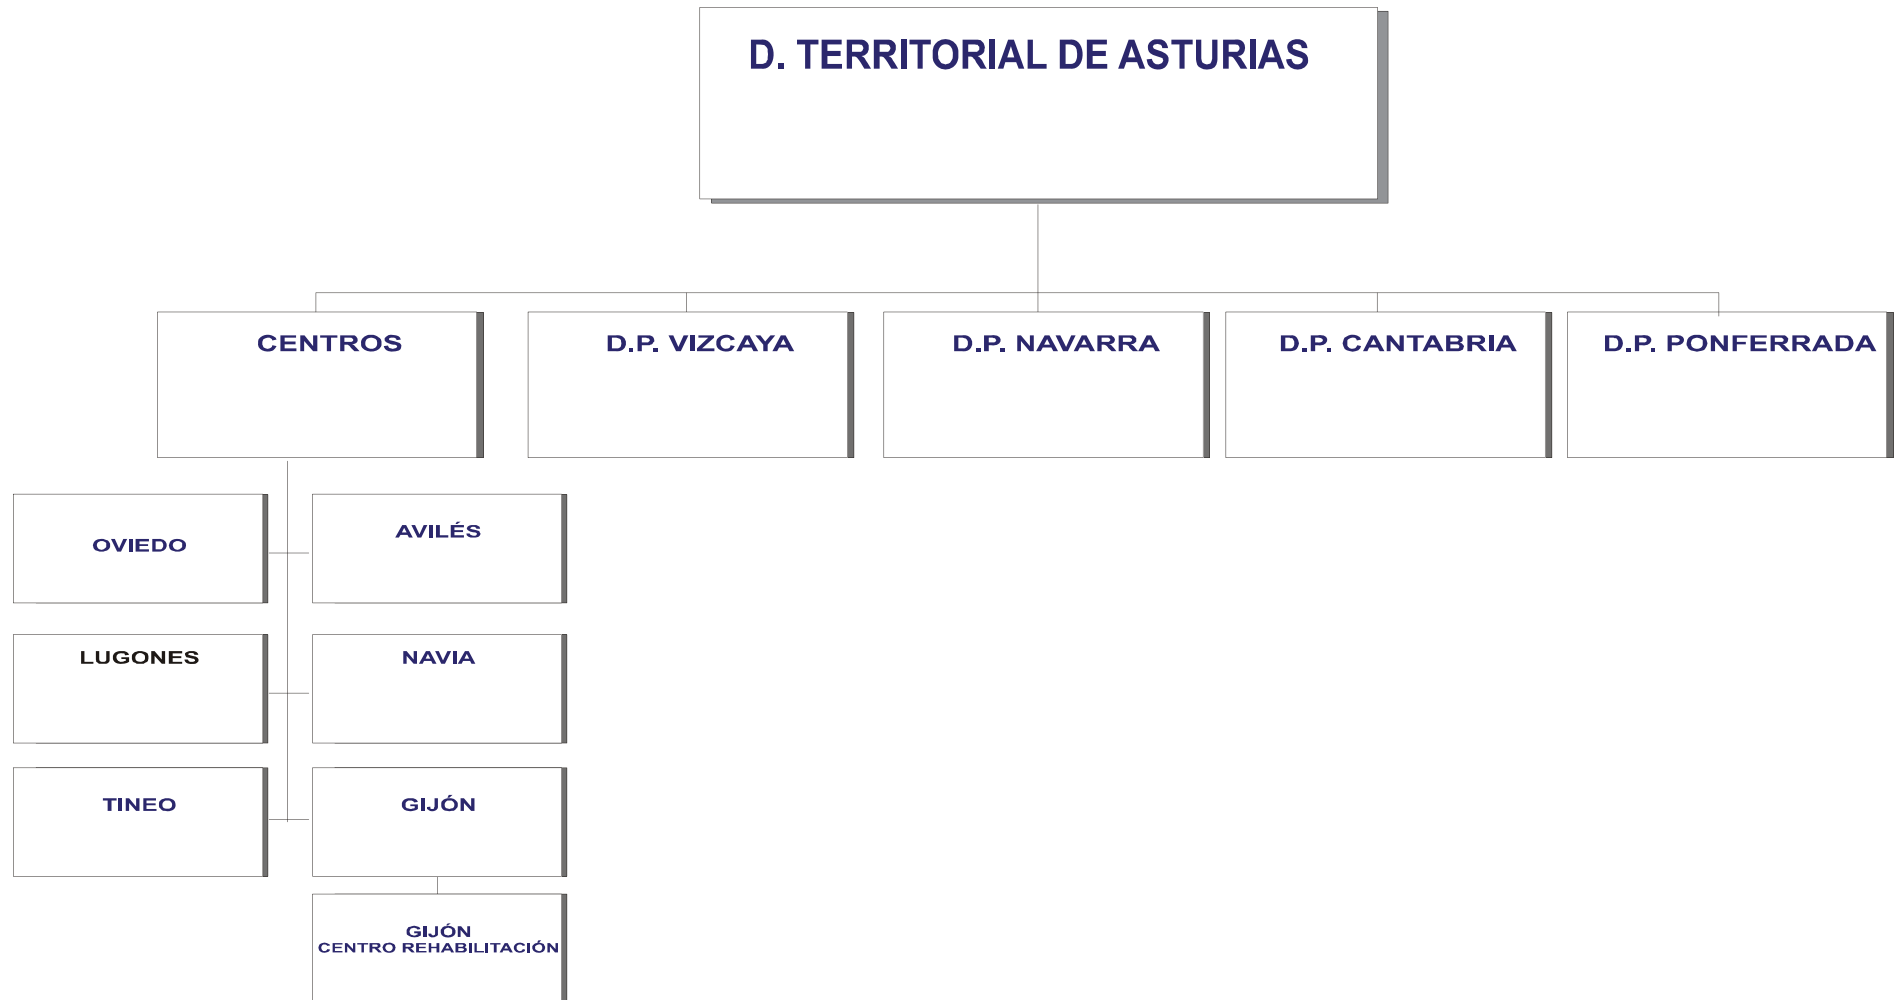 D. TERRITORIAL DE ASTURIAS
CENTROS
D.P. VIZCAYA
D.P. NAVARRA
D.P. CANTABRIA
D.P. PONFERRADA
OVIEDO
AVILÉS
LUGONES
NAVIA
TINEO
GIJÓN
GIJÓN
CENTRO REHABILITACIÓN